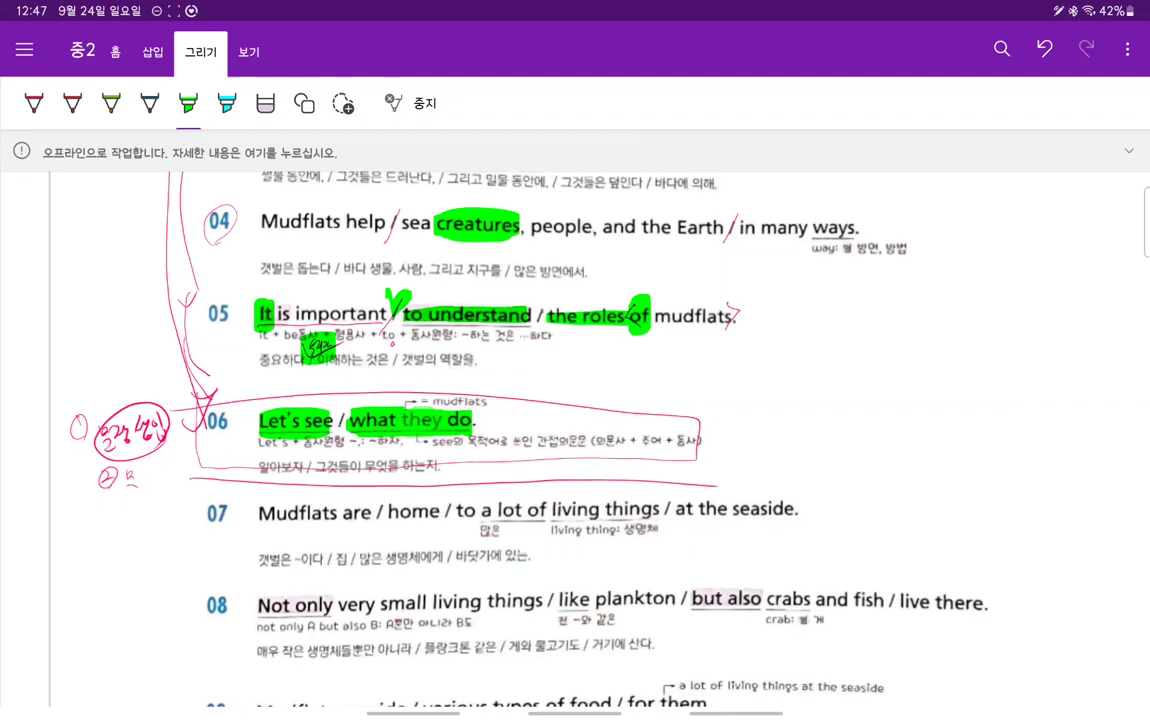 12:47 9월 24일 일요일 42%
중2 홈 삽입 그리기 보기
중지
오프라인으로 작업합니다. 자세한 내용은 여기를 누르십시오.
썰물 동안에, / 그것들은 드러난다, / 그리고 밀물 동안에, / 그것들은 덮인다 / 바다에 의해.
04 Mudflats help / sea creatures, people, and the Earth / in many ways.
way: 명 방면, 방법
갯벌은 돕는다 / 바다 생물, 사람, 그리고 지구를 / 많은 방면에서.
05 It is important / to understand / the roles of mudflats.
it + be동사 + 형용사 + to + 동사원형: ~하는 것은 …하다
중요하다 / 이해하는 것은 / 갯벌의 역할을.
= mudflats
06 Let's see / what they do.
Let's + 동사원형 ~.: ~하자. see의 목적어로 쓰인 간접의문문 (의문사 + 주어 + 동사)
알아보자 / 그것들이 무엇을 하는지.
① 문장 삽입
②
07 Mudflats are / home / to a lot of living things / at the seaside.
많은 living thing: 생명체
갯벌은 ~이다 / 집 / 많은 생명체에게 / 바닷가에 있는.
08 Not only very small living things / like plankton / but also crabs and fish / live there.
not only A but also B: A뿐만 아니라 B도 전 ~와 같은 crab: 명 게
매우 작은 생명체들뿐만 아니라 / 플랑크톤 같은 / 게와 물고기도 / 거기에 산다.
a lot of living things at the seaside
various types of food / for them.